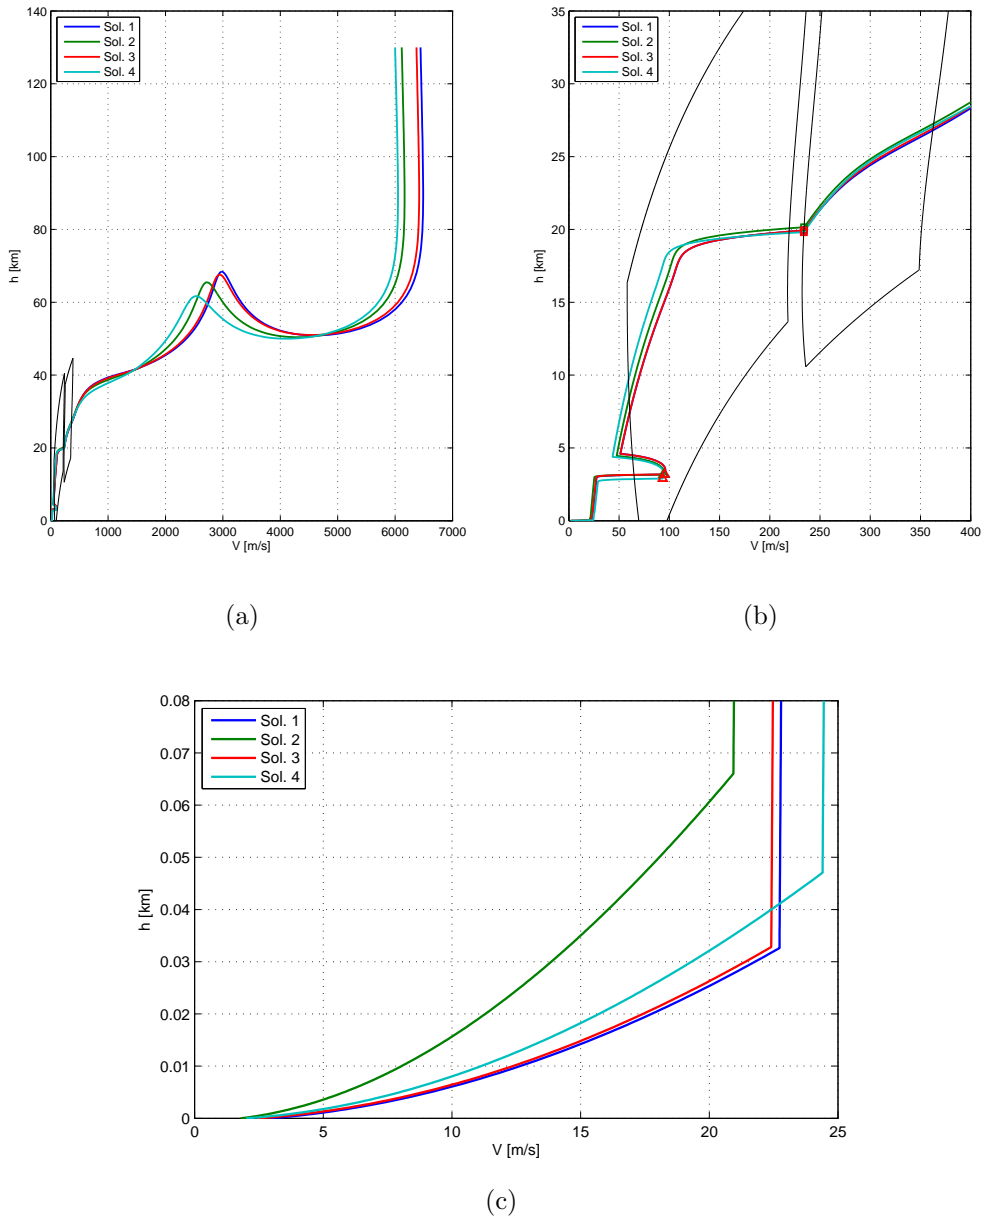 140
120
100
80
60
40
20
0
h [km]
Sol. 1
Sol. 2
Sol. 3
Sol. 4
0 1000 2000 3000 4000 5000 6000 7000
V [m/s]
(a)
35
30
25
20
15
10
5
0
h [km]
Sol. 1
Sol. 2
Sol. 3
Sol. 4
0 50 100 150 200 250 300 350 400
V [m/s]
(b)
0.08
0.07
0.06
0.05
0.04
0.03
0.02
0.01
0
h [km]
Sol. 1
Sol. 2
Sol. 3
Sol. 4
0 5 10 15 20 25
V [m/s]
(c)